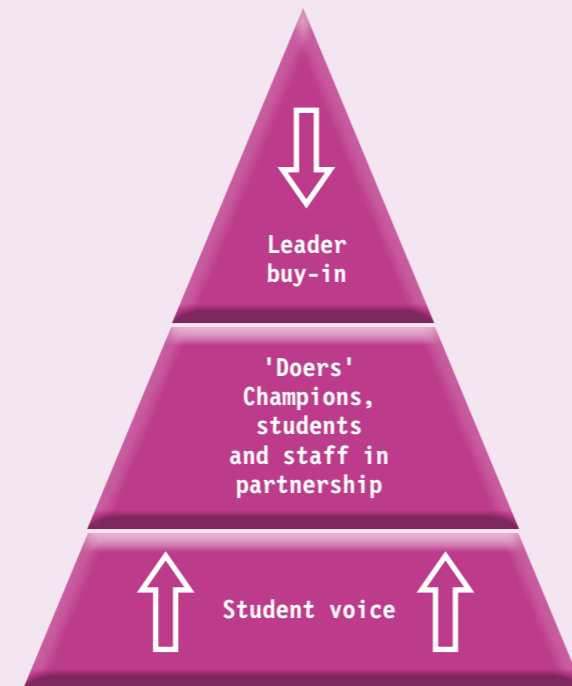 Leader
buy-in
'Doers'
Champions,
students
and staff in
partnership
Student voice